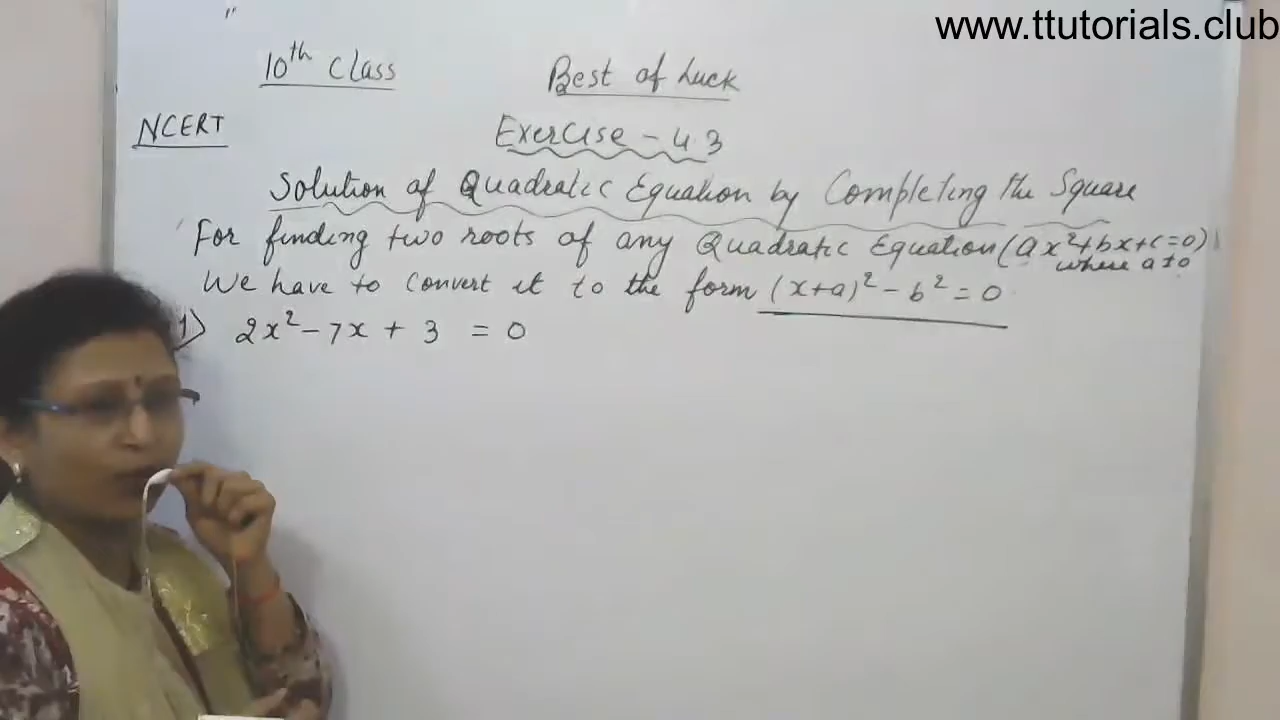 www.ttutorials.club
10th Class Best of Luck
NCERT
Exercise - 4.3
Solution of Quadratic Equation by Completing the Square
For finding two roots of any Quadratic Equation (ax²+bx+c=0)
where a≠0
We have to convert it to the form (x+a)² - b² = 0
1) 2x² - 7x + 3 = 0